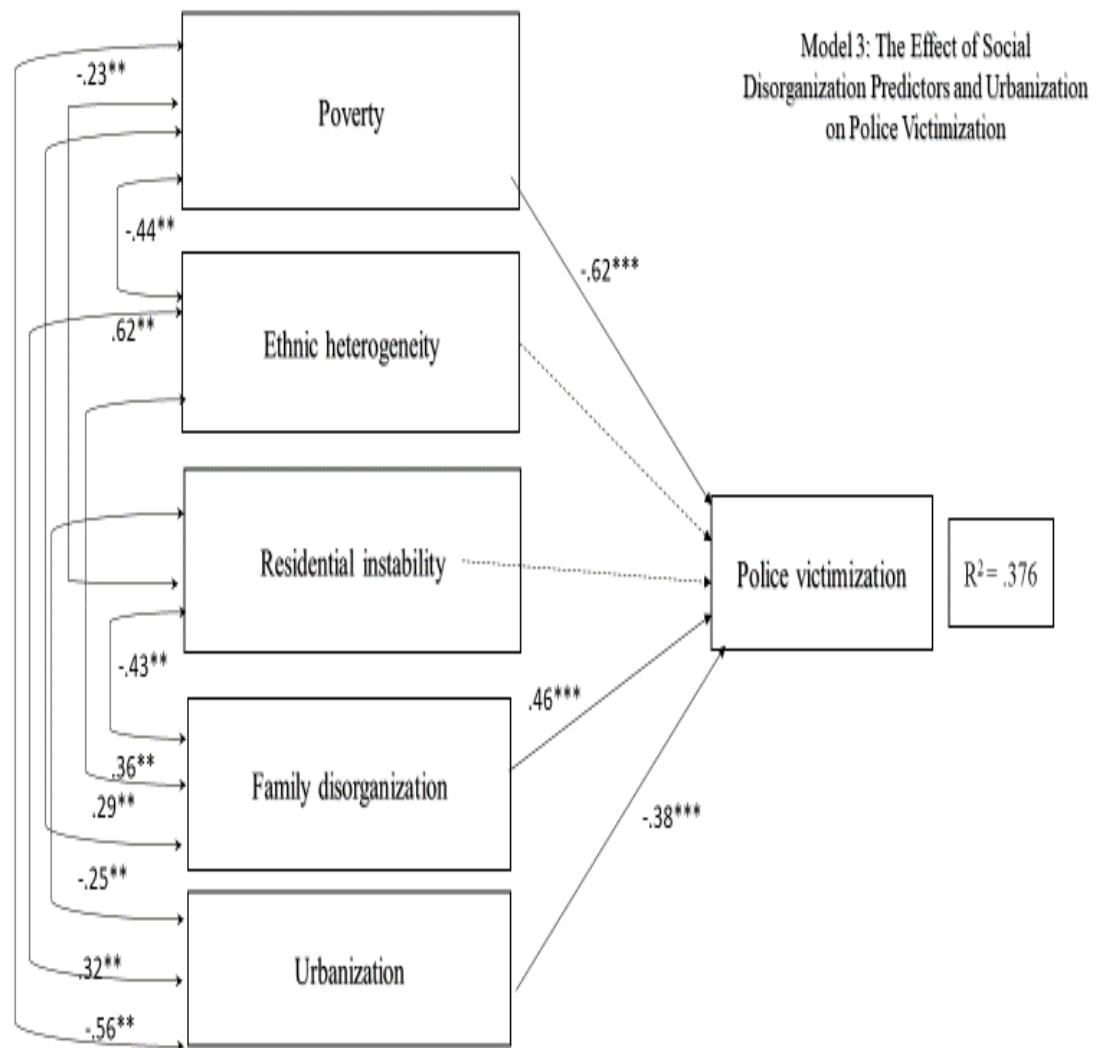 Model 3: The Effect of Social
Disorganization Predictors and Urbanization
on Police Victimization
-.23**
Poverty
-.44**
-.62***
.62**
Ethnic heterogeneity
Residential instability
Police victimization
R²= .376
-.43**
.46***
.36**
Family disorganization
.29**
-.38***
-.25**
Urbanization
.32**
-.56**